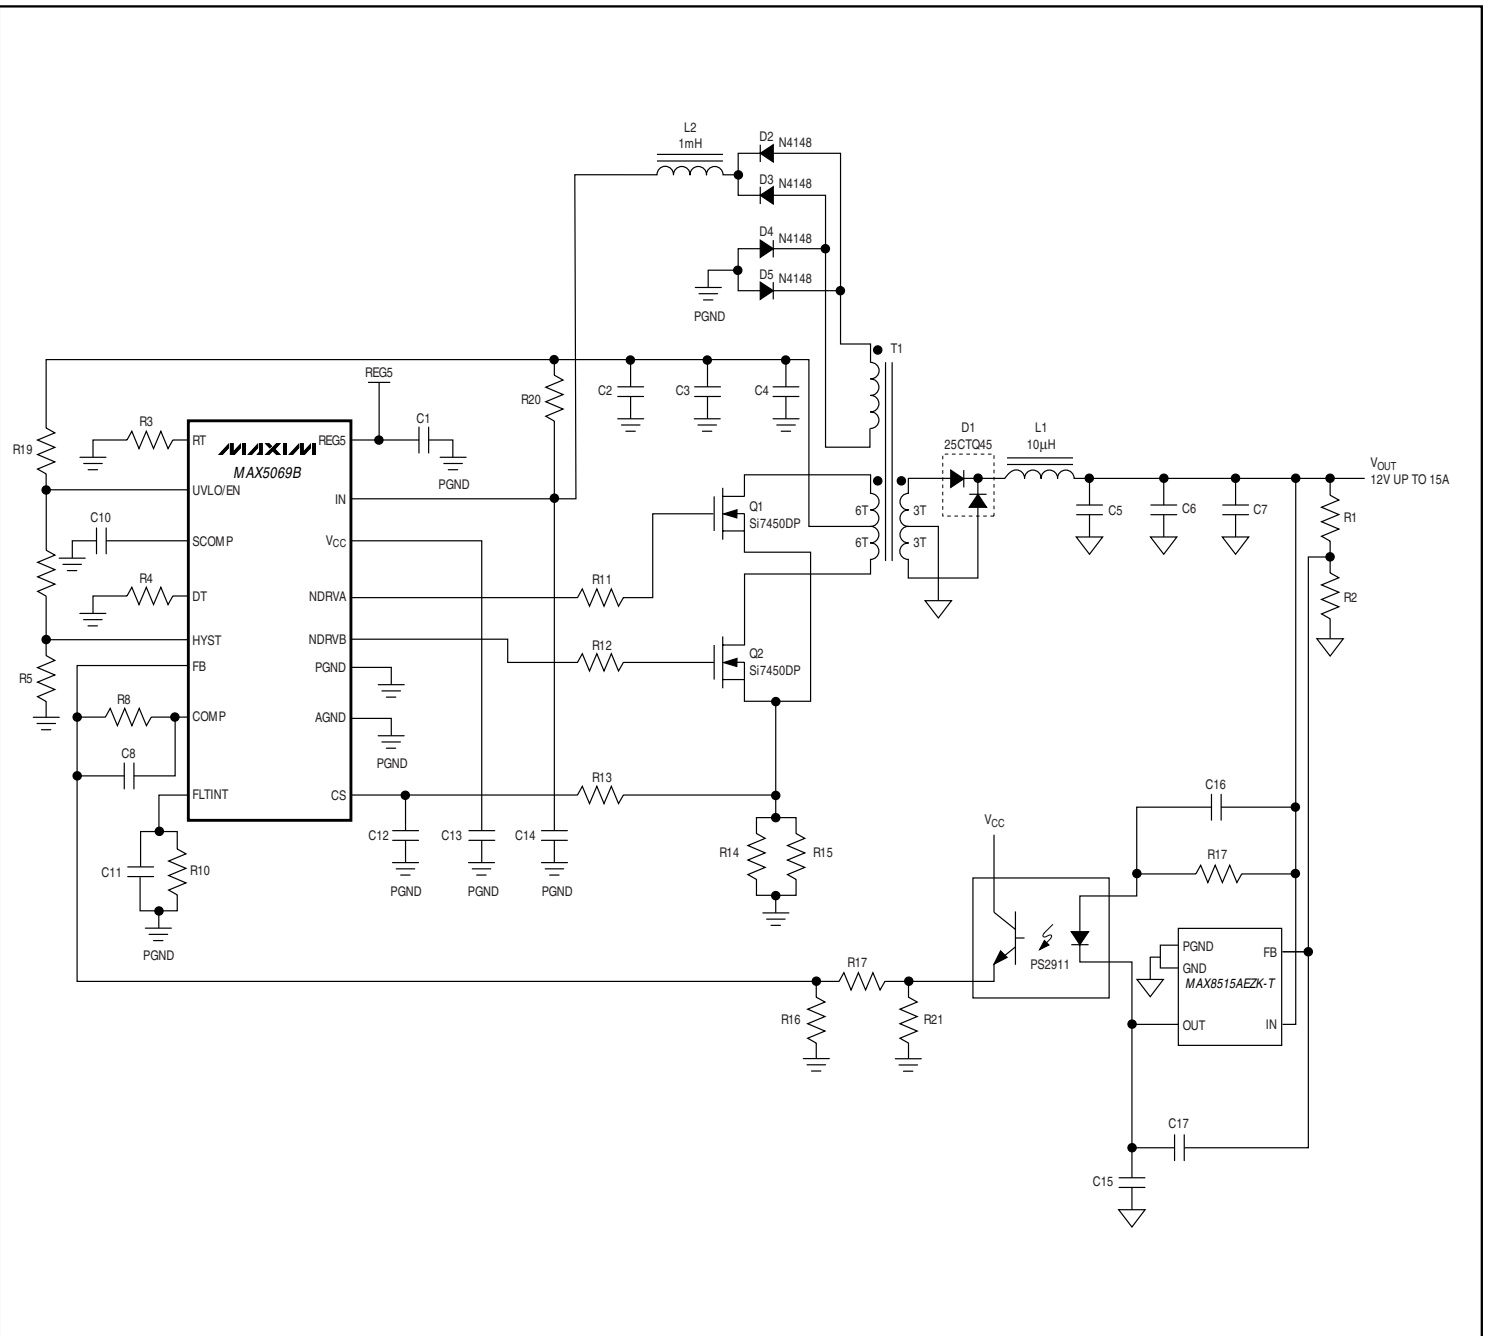 L2
1mH
D2
N4148
D3
N4148
D4
N4148
D5
N4148
PGND
T1
REG5
R20
C2
C3
C4
R19
R3
RT
MAXIM
MAX5069B
REG5
C1
PGND
UVLO/EN
IN
C10
SCOMP
VCC
R4
DT
NDRVA
HYST
NDRVB
FB
PGND
R5
R8
COMP
AGND
PGND
C8
FLTINT
CS
C11
R10
PGND
C12
PGND
C13
PGND
C14
PGND
R11
R12
R13
Q1
Si7450DP
Q2
Si7450DP
6T
6T
3T
3T
D1
25CTQ45
L1
10µH
C5
C6
C7
VOUT
12V UP TO 15A
R1
R2
R14
R15
VCC
C16
R17
PS2911
PGND
FB
GND
MAX8515AEZK-T
OUT
IN
R17
R16
R21
C17
C15